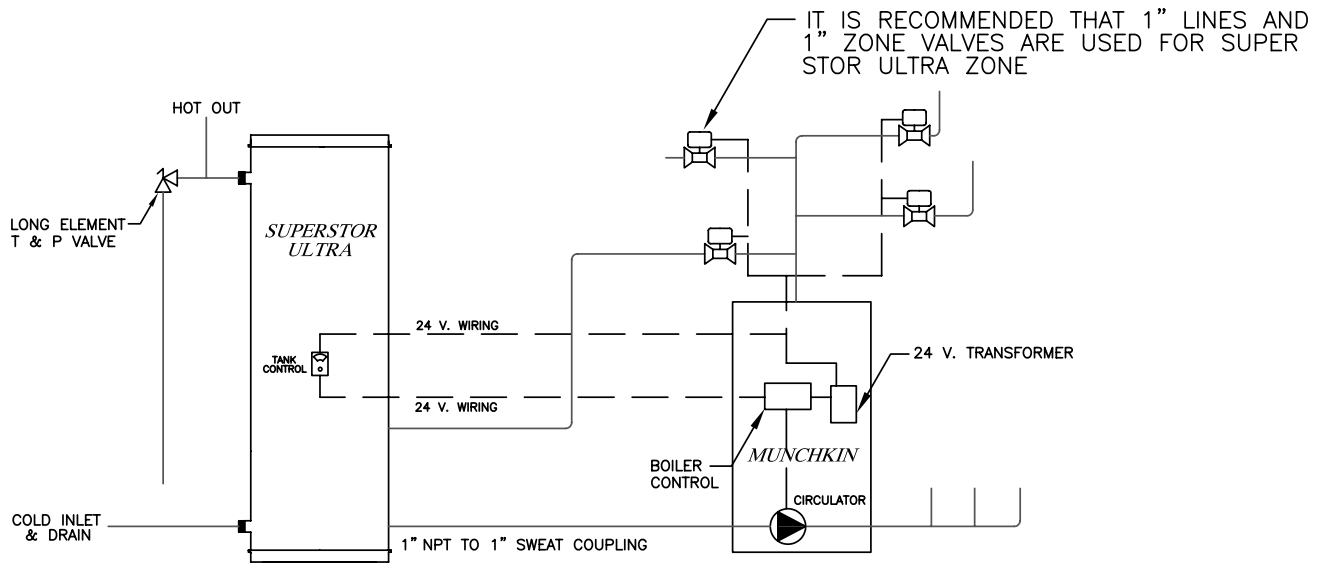 IT IS RECOMMENDED THAT 1” LINES AND
1” ZONE VALVES ARE USED FOR SUPER
STOR ULTRA ZONE
HOT OUT
LONG ELEMENT
T & P VALVE
SUPERSTOR
ULTRA
24 V. WIRING
TANK
CONTROL
24 V. TRANSFORMER
24 V. WIRING
MUNCHKIN
BOILER
CONTROL
CIRCULATOR
COLD INLET
& DRAIN
1” NPT TO 1” SWEAT COUPLING